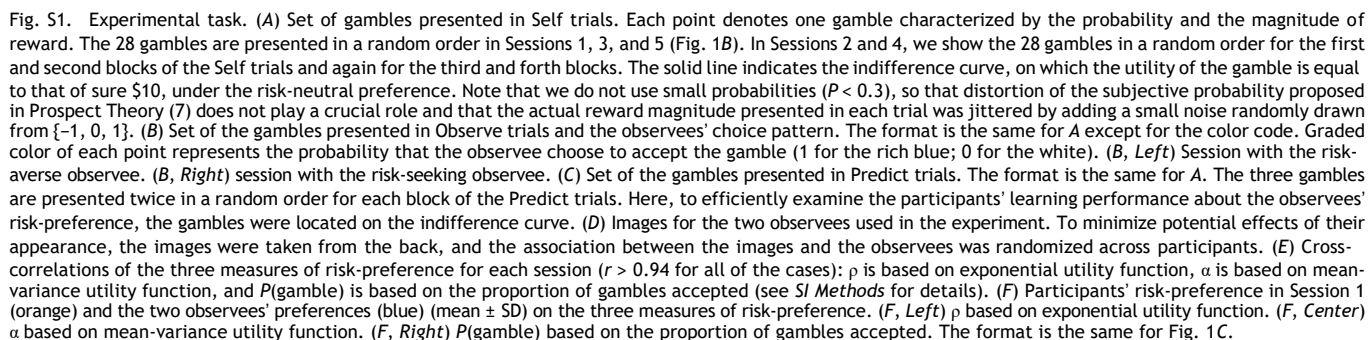 Fig. S1. Experimental task. (A) Set of gambles presented in Self trials. Each point denotes one gamble characterized by the probability and the magnitude of
reward. The 28 gambles are presented in a random order in Sessions 1, 3, and 5 (Fig. 1B). In Sessions 2 and 4, we show the 28 gambles in a random order for the first
and second blocks of the Self trials and again for the third and forth blocks. The solid line indicates the indifference curve, on which the utility of the gamble is equal
to that of sure $10, under the risk-neutral preference. Note that we do not use small probabilities (P < 0.3), so that distortion of the subjective probability proposed
in Prospect Theory (7) does not play a crucial role and that the actual reward magnitude presented in each trial was jittered by adding a small noise randomly drawn
from {–1, 0, 1}. (B) Set of the gambles presented in Observe trials and the observees' choice pattern. The format is the same for A except for the color code. Graded
color of each point represents the probability that the observee choose to accept the gamble (1 for the rich blue; 0 for the white). (B, Left) Session with the risk-
averse observee. (B, Right) session with the risk-seeking observee. (C) Set of the gambles presented in Predict trials. The format is the same for A. The three gambles
are presented twice in a random order for each block of the Predict trials. Here, to efficiently examine the participants' learning performance about the observees'
risk-preference, the gambles were located on the indifference curve. (D) Images for the two observees used in the experiment. To minimize potential effects of their
appearance, the images were taken from the back, and the association between the images and the observees was randomized across participants. (E) Cross-
correlations of the three measures of risk-preference for each session (r > 0.94 for all of the cases): ρ is based on exponential utility function, α is based on mean-
variance utility function, and P(gamble) is based on the proportion of gambles accepted (see SI Methods for details). (F) Participants' risk-preference in Session 1
(orange) and the two observees' preferences (blue) (mean ± SD) on the three measures of risk-preference. (F, Left) ρ based on exponential utility function. (F, Center)
α based on mean-variance utility function. (F, Right) P(gamble) based on the proportion of gambles accepted. The format is the same for Fig. 1C.